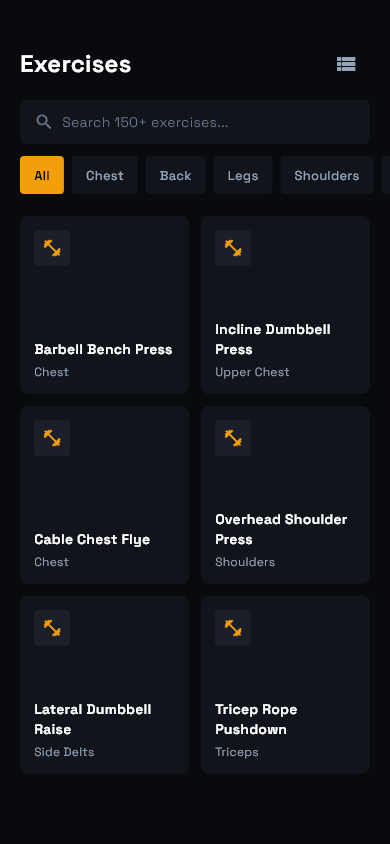 Exercises
Search 150+ exercises...
All
Chest
Back
Legs
Shoulders
Barbell Bench Press
Chest
Incline Dumbbell
Press
Upper Chest
Cable Chest Flye
Chest
Overhead Shoulder
Press
Shoulders
Lateral Dumbbell
Raise
Side Delts
Tricep Rope
Pushdown
Triceps